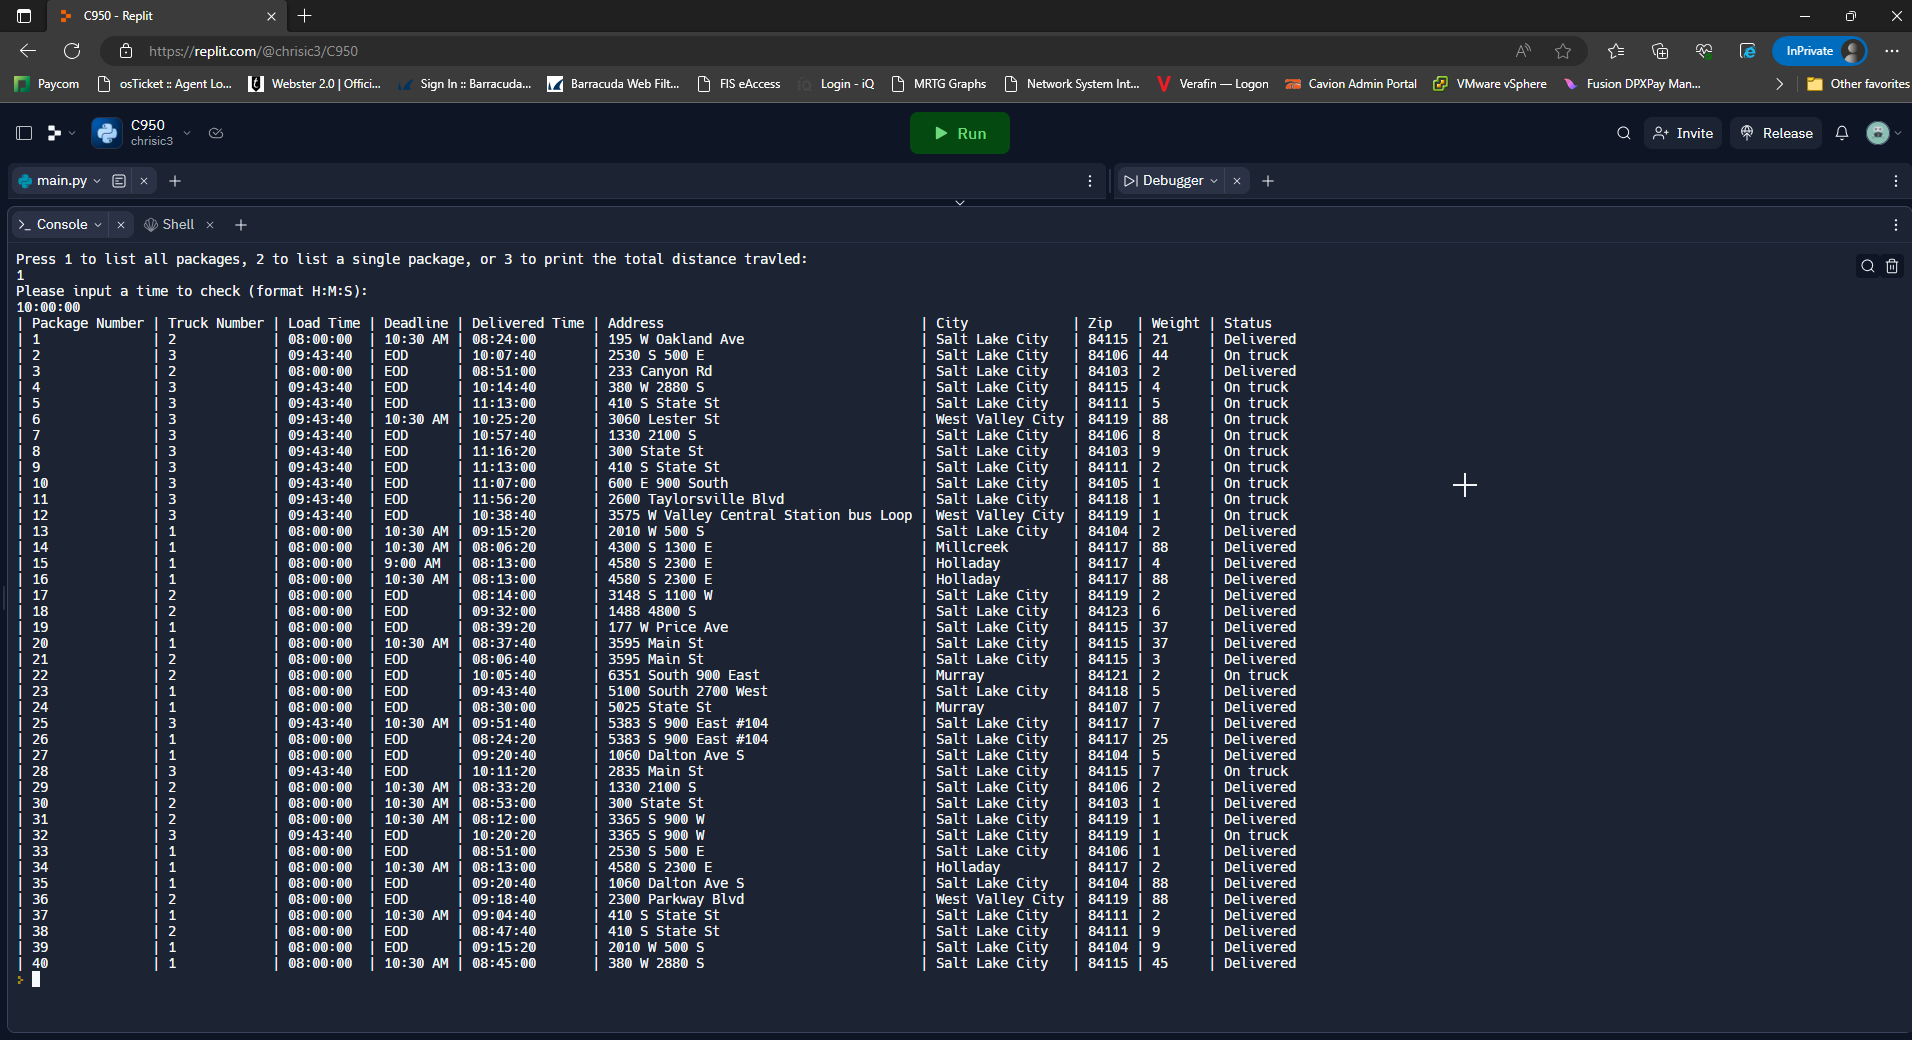 C950 - Replit
https://replit.com/@chrisic3/C950
InPrivate
Paycom osTicket :: Agent Lo... Webster 2.0 | Offici... Sign In :: Barracuda... Barracuda Web Filt... FIS eAccess Login - iQ MRTG Graphs Network System Int... Verafin — Logon Cavion Admin Portal VMware vSphere Fusion DPXPay Man... Other favorites
C950
chrisic3
Run
Invite
Release
main.py
Debugger
Console
Shell
Press 1 to list all packages, 2 to list a single package, or 3 to print the total distance travled:
1
Please input a time to check (format H:M:S):
10:00:00
| Package Number | Truck Number | Load Time | Deadline | Delivered Time | Address | City | Zip | Weight | Status
| 1 | 2 | 08:00:00 | 10:30 AM | 08:24:00 | 195 W Oakland Ave | Salt Lake City | 84115 | 21 | Delivered
| 2 | 3 | 09:43:40 | EOD | 10:07:40 | 2530 S 500 E | Salt Lake City | 84106 | 44 | On truck
| 3 | 2 | 08:00:00 | EOD | 08:51:00 | 233 Canyon Rd | Salt Lake City | 84103 | 2 | Delivered
| 4 | 3 | 09:43:40 | EOD | 10:14:40 | 380 W 2880 S | Salt Lake City | 84115 | 4 | On truck
| 5 | 3 | 09:43:40 | EOD | 11:13:00 | 410 S State St | Salt Lake City | 84111 | 5 | On truck
| 6 | 3 | 09:43:40 | 10:30 AM | 10:25:20 | 3060 Lester St | West Valley City | 84119 | 88 | On truck
| 7 | 3 | 09:43:40 | EOD | 10:57:40 | 1330 2100 S | Salt Lake City | 84106 | 8 | On truck
| 8 | 3 | 09:43:40 | EOD | 11:16:20 | 300 State St | Salt Lake City | 84103 | 9 | On truck
| 9 | 3 | 09:43:40 | EOD | 11:13:00 | 410 S State St | Salt Lake City | 84111 | 2 | On truck
| 10 | 3 | 09:43:40 | EOD | 11:07:00 | 600 E 900 South | Salt Lake City | 84105 | 1 | On truck
| 11 | 3 | 09:43:40 | EOD | 11:56:20 | 2600 Taylorsville Blvd | Salt Lake City | 84118 | 1 | On truck
| 12 | 3 | 09:43:40 | EOD | 10:38:40 | 3575 W Valley Central Station bus Loop | West Valley City | 84119 | 1 | On truck
| 13 | 1 | 08:00:00 | 10:30 AM | 09:15:20 | 2010 W 500 S | Salt Lake City | 84104 | 2 | Delivered
| 14 | 1 | 08:00:00 | 10:30 AM | 08:06:20 | 4300 S 1300 E | Millcreek | 84117 | 88 | Delivered
| 15 | 1 | 08:00:00 | 9:00 AM | 08:13:00 | 4580 S 2300 E | Holladay | 84117 | 4 | Delivered
| 16 | 1 | 08:00:00 | 10:30 AM | 08:13:00 | 4580 S 2300 E | Holladay | 84117 | 88 | Delivered
| 17 | 2 | 08:00:00 | EOD | 08:14:00 | 3148 S 1100 W | Salt Lake City | 84119 | 2 | Delivered
| 18 | 2 | 08:00:00 | EOD | 09:32:00 | 1488 4800 S | Salt Lake City | 84123 | 6 | Delivered
| 19 | 1 | 08:00:00 | EOD | 08:39:20 | 177 W Price Ave | Salt Lake City | 84115 | 37 | Delivered
| 20 | 1 | 08:00:00 | 10:30 AM | 08:37:40 | 3595 Main St | Salt Lake City | 84115 | 37 | Delivered
| 21 | 2 | 08:00:00 | EOD | 08:06:40 | 3595 Main St | Salt Lake City | 84115 | 3 | Delivered
| 22 | 2 | 08:00:00 | EOD | 10:05:40 | 6351 South 900 East | Murray | 84121 | 2 | On truck
| 23 | 1 | 08:00:00 | EOD | 09:43:40 | 5100 South 2700 West | Salt Lake City | 84118 | 5 | Delivered
| 24 | 1 | 08:00:00 | EOD | 08:30:00 | 5025 State St | Murray | 84107 | 7 | Delivered
| 25 | 3 | 09:43:40 | 10:30 AM | 09:51:40 | 5383 S 900 East #104 | Salt Lake City | 84117 | 7 | Delivered
| 26 | 1 | 08:00:00 | EOD | 08:24:20 | 5383 S 900 East #104 | Salt Lake City | 84117 | 25 | Delivered
| 27 | 1 | 08:00:00 | EOD | 09:20:40 | 1060 Dalton Ave S | Salt Lake City | 84104 | 5 | Delivered
| 28 | 3 | 09:43:40 | EOD | 10:11:20 | 2835 Main St | Salt Lake City | 84115 | 7 | On truck
| 29 | 2 | 08:00:00 | 10:30 AM | 08:33:20 | 1330 2100 S | Salt Lake City | 84106 | 2 | Delivered
| 30 | 2 | 08:00:00 | 10:30 AM | 08:53:00 | 300 State St | Salt Lake City | 84103 | 1 | Delivered
| 31 | 2 | 08:00:00 | 10:30 AM | 08:12:00 | 3365 S 900 W | Salt Lake City | 84119 | 1 | Delivered
| 32 | 3 | 09:43:40 | EOD | 10:20:20 | 3365 S 900 W | Salt Lake City | 84119 | 1 | On truck
| 33 | 1 | 08:00:00 | EOD | 08:51:00 | 2530 S 500 E | Salt Lake City | 84106 | 1 | Delivered
| 34 | 1 | 08:00:00 | 10:30 AM | 08:13:00 | 4580 S 2300 E | Holladay | 84117 | 2 | Delivered
| 35 | 1 | 08:00:00 | EOD | 09:20:40 | 1060 Dalton Ave S | Salt Lake City | 84104 | 88 | Delivered
| 36 | 2 | 08:00:00 | EOD | 09:18:40 | 2300 Parkway Blvd | West Valley City | 84119 | 88 | Delivered
| 37 | 1 | 08:00:00 | 10:30 AM | 09:04:40 | 410 S State St | Salt Lake City | 84111 | 2 | Delivered
| 38 | 2 | 08:00:00 | EOD | 08:47:40 | 410 S State St | Salt Lake City | 84111 | 9 | Delivered
| 39 | 1 | 08:00:00 | EOD | 09:15:20 | 2010 W 500 S | Salt Lake City | 84104 | 9 | Delivered
| 40 | 1 | 08:00:00 | 10:30 AM | 08:45:00 | 380 W 2880 S | Salt Lake City | 84115 | 45 | Delivered